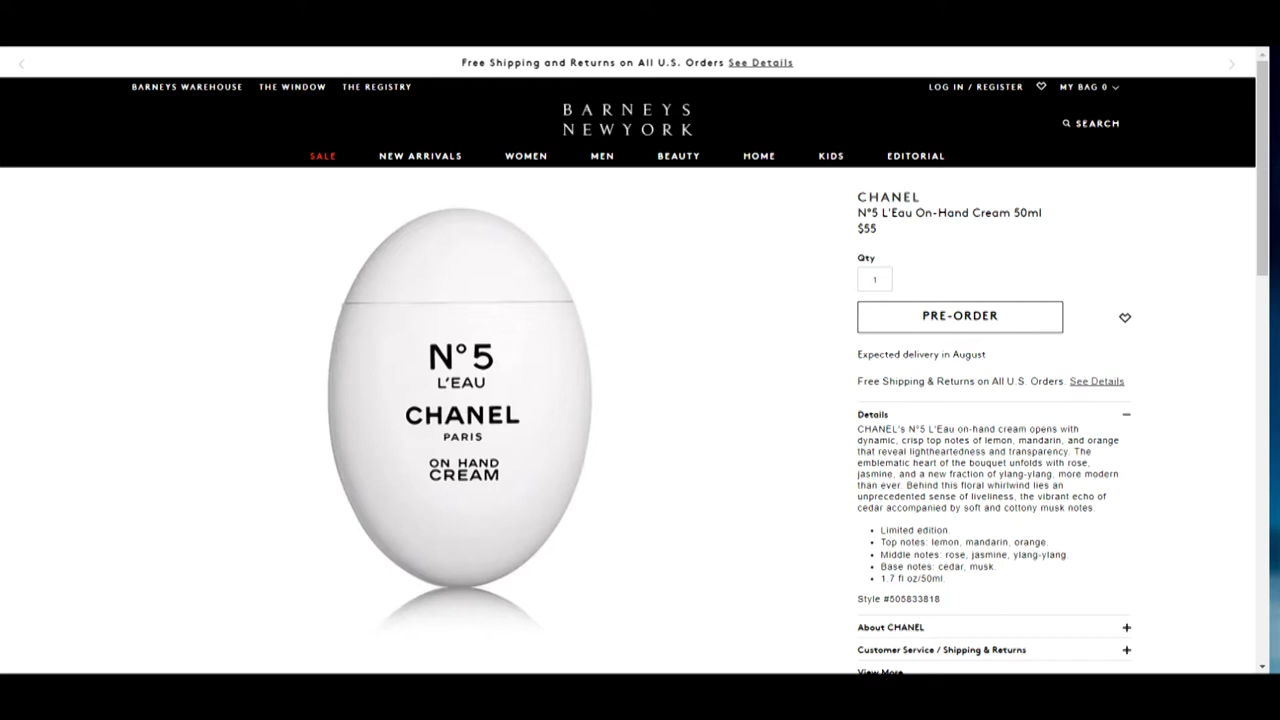 Free Shipping and Returns on All U.S. Orders See Details
BARNEYS WAREHOUSE THE WINDOW THE REGISTRY
LOG IN / REGISTER MY BAG 0
BARNEYS
NEWYORK
SEARCH
SALE NEW ARRIVALS WOMEN MEN BEAUTY HOME KIDS EDITORIAL
N°5
L'EAU
CHANEL
PARIS
ON HAND
CREAM
CHANEL
N°5 L'Eau On-Hand Cream 50ml
$55
Qty
1
PRE-ORDER
Expected delivery in August
Free Shipping & Returns on All U.S. Orders. See Details
Details
CHANEL's N°5 L'Eau on-hand cream opens with
dynamic, crisp top notes of lemon, mandarin, and orange
that reveal lightheartedness and transparency. The
emblematic heart of the bouquet unfolds with rose,
jasmine, and a new fraction of ylang-ylang, more modern
than ever. Behind this floral whirlwind lies an
unprecedented sense of liveliness, the vibrant echo of
cedar accompanied by soft and cottony musk notes.
• Limited edition.
• Top notes: lemon, mandarin, orange.
• Middle notes: rose, jasmine, ylang-ylang.
• Base notes: cedar, musk.
• 1.7 fl oz/50ml.
Style #505833818
About CHANEL
Customer Service / Shipping & Returns
View More